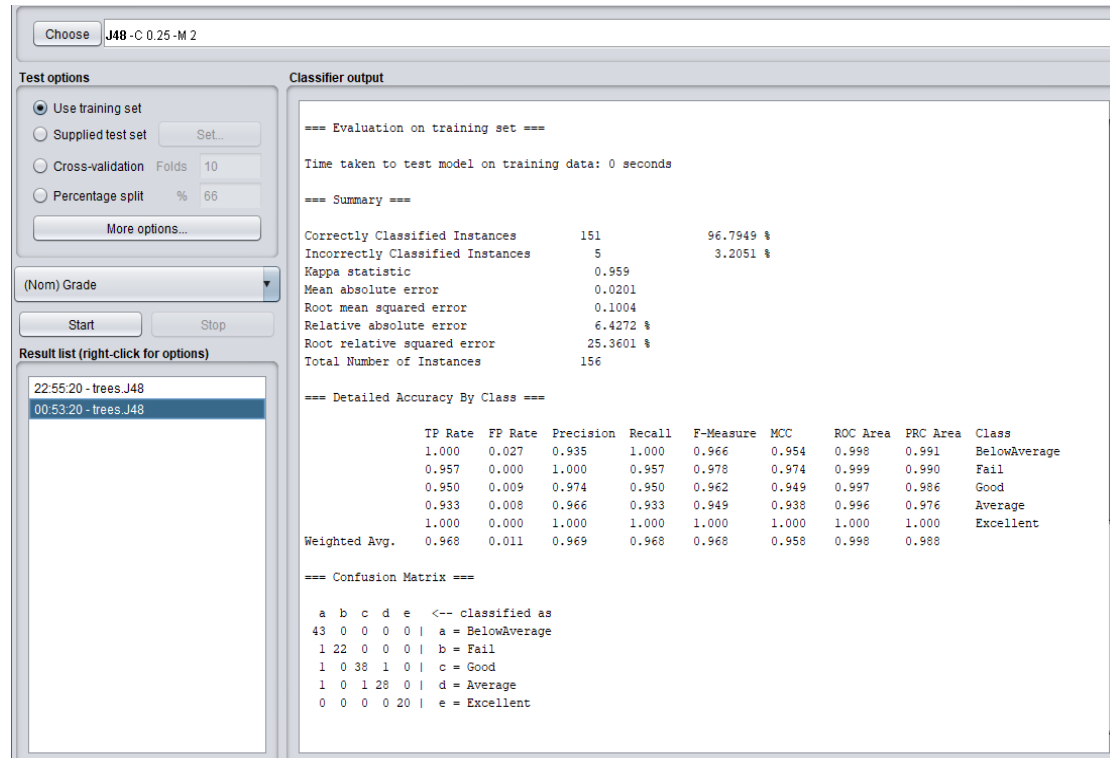 Choose J48 -C 0.25 -M 2
Test options
Use training set
Supplied test set Set...
Cross-validation Folds 10
Percentage split % 66
More options...
(Nom) Grade
Start Stop
Result list (right-click for options)
22:55:20 - trees.J48
00:53:20 - trees.J48
Classifier output
=== Evaluation on training set ===
Time taken to test model on training data: 0 seconds
=== Summary ===
Correctly Classified Instances 151 96.7949 %
Incorrectly Classified Instances 5 3.2051 %
Kappa statistic 0.959
Mean absolute error 0.0201
Root mean squared error 0.1004
Relative absolute error 6.4272 %
Root relative squared error 25.3601 %
Total Number of Instances 156
=== Detailed Accuracy By Class ===
TP Rate FP Rate Precision Recall F-Measure MCC ROC Area PRC Area Class
1.000 0.027 0.935 1.000 0.966 0.954 0.998 0.991 BelowAverage
0.957 0.000 1.000 0.957 0.978 0.974 0.999 0.990 Fail
0.950 0.009 0.974 0.950 0.962 0.949 0.997 0.986 Good
0.933 0.008 0.966 0.933 0.949 0.938 0.996 0.976 Average
1.000 0.000 1.000 1.000 1.000 1.000 1.000 1.000 Excellent
Weighted Avg. 0.968 0.011 0.969 0.968 0.968 0.958 0.998 0.988
=== Confusion Matrix ===
a b c d e <-- classified as
43 0 0 0 0 | a = BelowAverage
1 22 0 0 0 | b = Fail
1 0 38 1 0 | c = Good
1 0 1 28 0 | d = Average
0 0 0 0 20 | e = Excellent